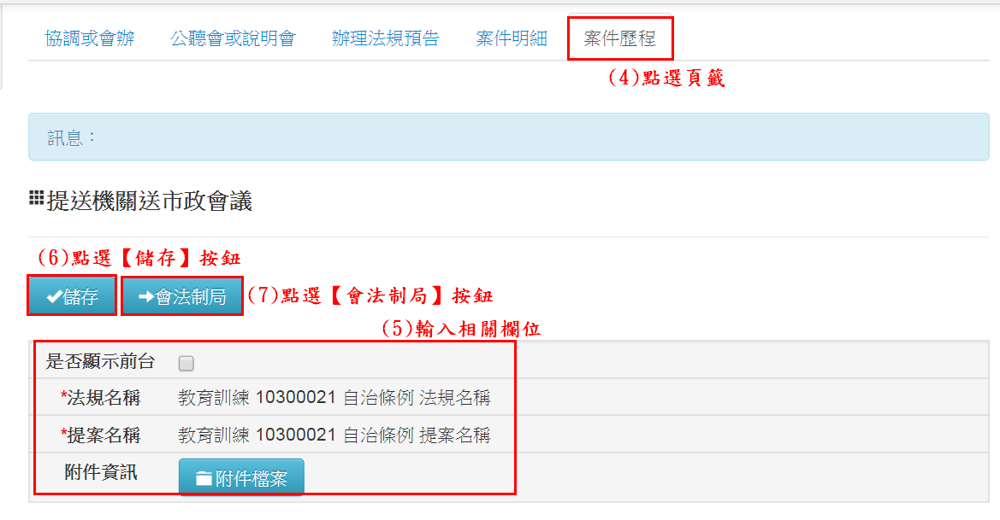 協調或會辦 公聽會或說明會 辦理法規預告 案件明細 案件歷程
(4)點選頁籤
訊息：
提送機關送市政會議
(6)點選【儲存】按鈕
儲存 會法制局 (7)點選【會法制局】按鈕
(5)輸入相關欄位
是否顯示前台
*法規名稱 教育訓練 10300021 自治條例 法規名稱
*提案名稱 教育訓練 10300021 自治條例 提案名稱
附件資訊 附件檔案